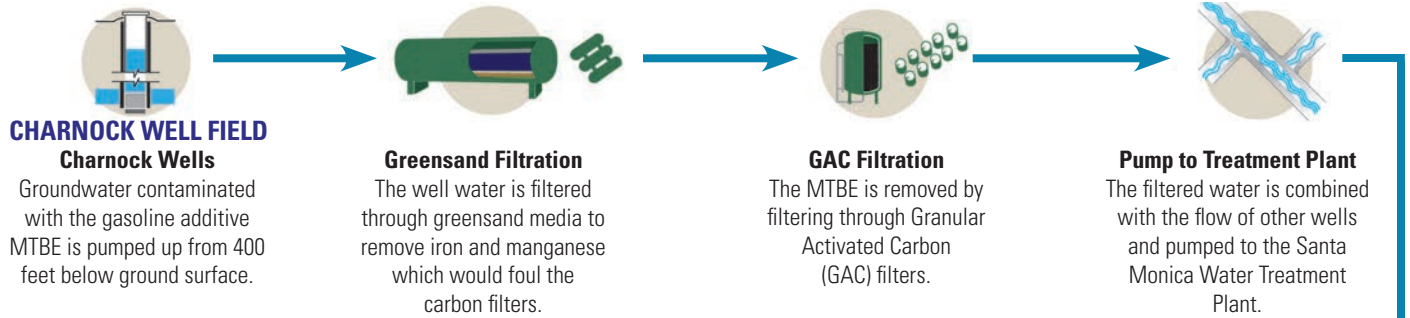 CHARNOCK WELL FIELD
Charnock Wells
Groundwater contaminated
with the gasoline additive
MTBE is pumped up from 400
feet below ground surface.
Greensand Filtration
The well water is filtered
through greensand media to
remove iron and manganese
which would foul the
carbon filters.
GAC Filtration
The MTBE is removed by
filtering through Granular
Activated Carbon
(GAC) filters.
Pump to Treatment Plant
The filtered water is combined
with the flow of other wells
and pumped to the Santa
Monica Water Treatment
Plant.